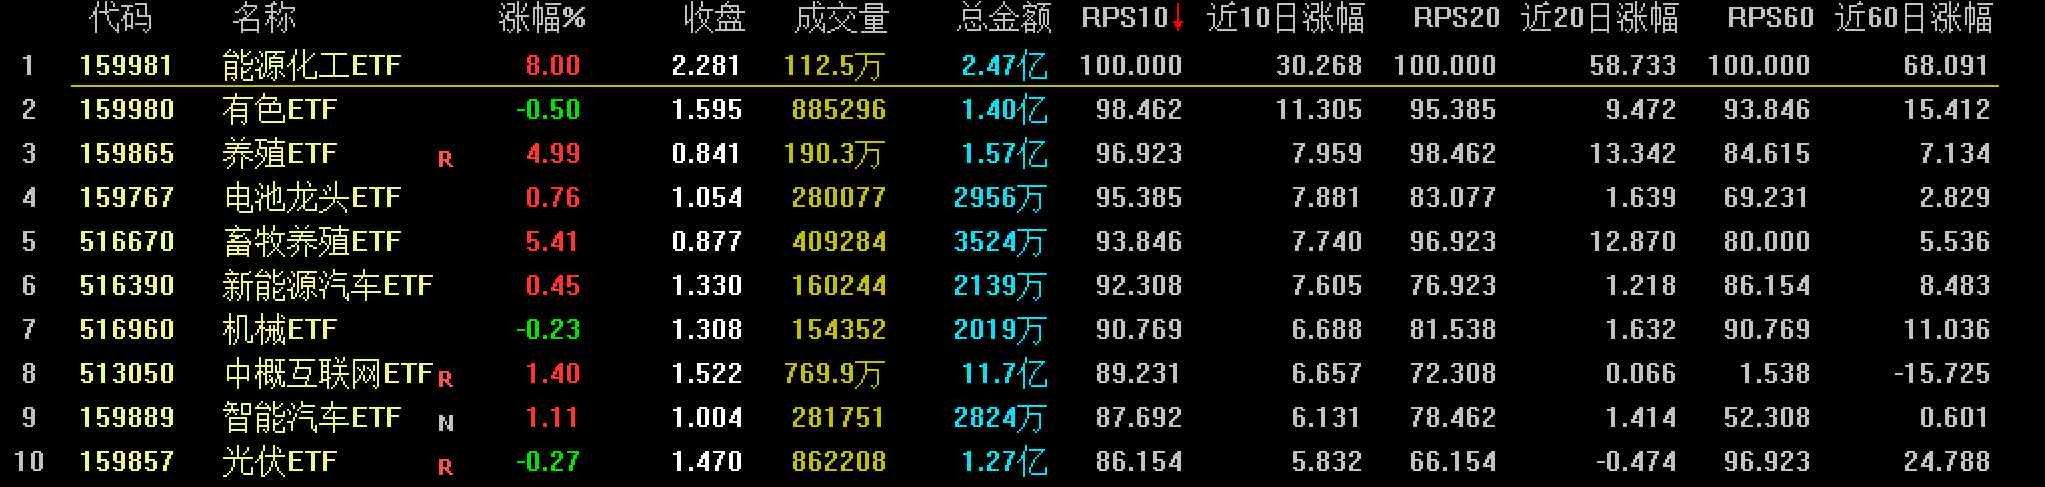 代码 名称 涨幅% 收盘 成交量 总金额 RPS10↓ 近10日涨幅 RPS20 近20日涨幅 RPS60 近60日涨幅
1 159981 能源化工ETF 8.00 2.281 112.5万 2.47亿 100.000 30.268 100.000 58.733 100.000 68.091
2 159980 有色ETF -0.50 1.595 885296 1.40亿 98.462 11.305 95.385 9.472 93.846 15.412
3 159865 养殖ETF R 4.99 0.841 190.3万 1.57亿 96.923 7.959 98.462 13.342 84.615 7.134
4 159767 电池龙头ETF 0.76 1.054 280077 2956万 95.385 7.881 83.077 1.639 69.231 2.829
5 516670 畜牧养殖ETF 5.41 0.877 409284 3524万 93.846 7.740 96.923 12.870 80.000 5.536
6 516390 新能源汽车ETF 0.45 1.330 160244 2139万 92.308 7.605 76.923 1.218 86.154 8.483
7 516960 机械ETF -0.23 1.308 154352 2019万 90.769 6.688 81.538 1.632 90.769 11.036
8 513050 中概互联网ETF R 1.40 1.522 769.9万 11.7亿 89.231 6.657 72.308 0.066 1.538 -15.725
9 159889 智能汽车ETF N 1.11 1.004 281751 2824万 87.692 6.131 78.462 1.414 52.308 0.601
10 159857 光伏ETF R -0.27 1.470 862208 1.27亿 86.154 5.832 66.154 -0.474 96.923 24.788